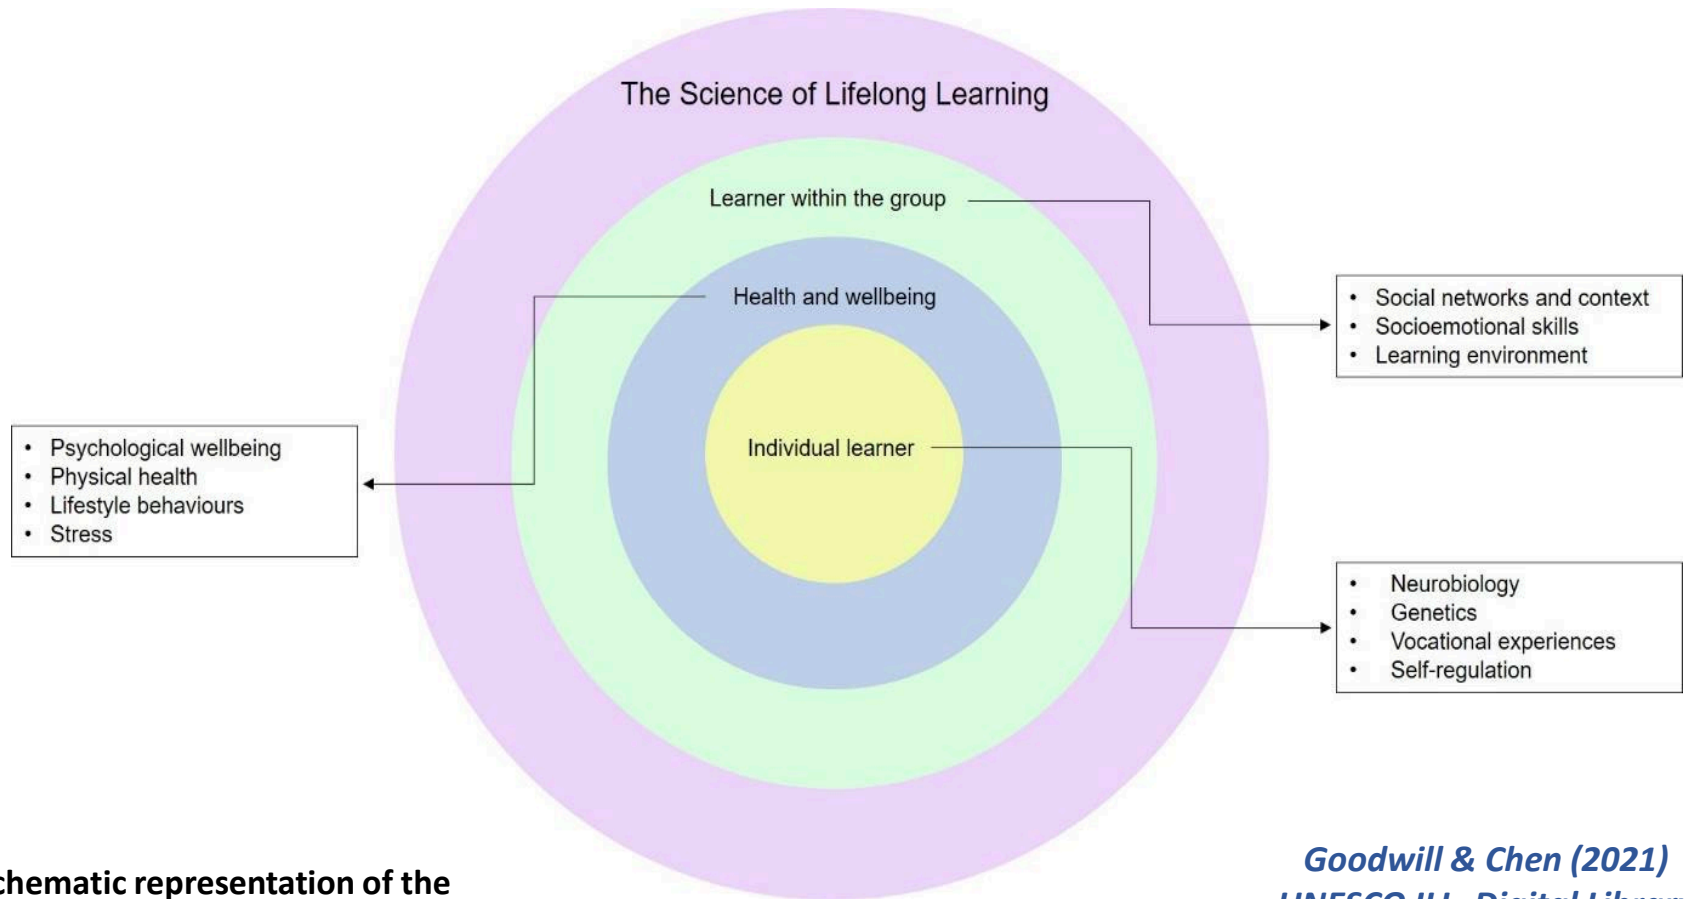 The Science of Lifelong Learning
Learner within the group
Health and wellbeing
Individual learner
• Social networks and context
• Socioemotional skills
• Learning environment
• Psychological wellbeing
• Physical health
• Lifestyle behaviours
• Stress
• Neurobiology
• Genetics
• Vocational experiences
• Self-regulation
chematic representation of the
Goodwill & Chen (2021)